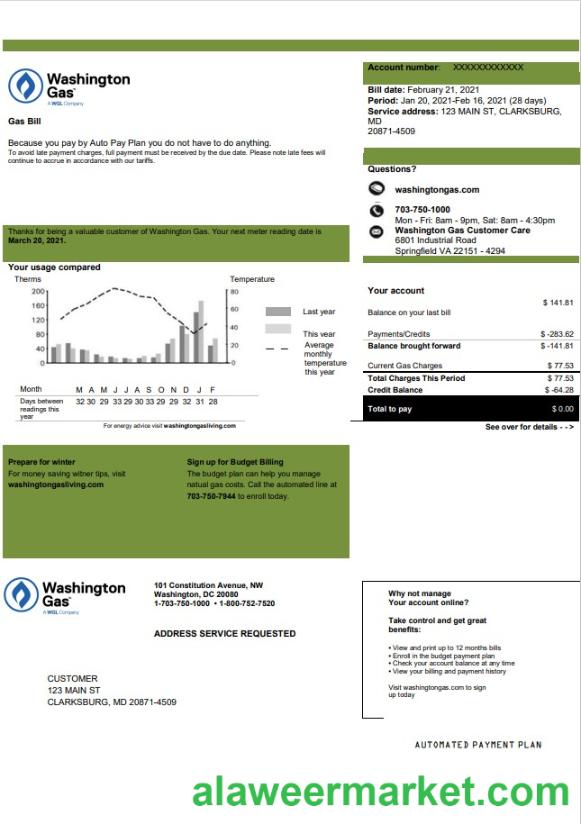 Account number: XXXXXXXXXXXX
Washington
Gas
A WGL Company
Bill date: February 21, 2021
Period: Jan 20, 2021-Feb 16, 2021 (28 days)
Service address: 123 MAIN ST, CLARKSBURG,
MD
20871-4509
Gas Bill
Because you pay by Auto Pay Plan you do not have to do anything.
To avoid late payment charges, full payment must be received by the due date. Please note late fees will
continue to accrue in accordance with our tariffs.
Questions?
washingtongas.com
703-750-1000
Mon - Fri: 8am - 9pm, Sat: 8am - 4:30pm
Washington Gas Customer Care
6801 Industrial Road
Springfield VA 22151 - 4294
Thanks for being a valuable customer of Washington Gas. Your next meter reading date is
March 20, 2021.
Your usage compared
Therms
Temperature
200
160
120
80
40
0
80
60
40
20
0
Last year
This year
Average
monthly
temperature
this year
Month M A M J J A S O N D J F
Days between
readings this
year
32 30 29 33 29 30 33 29 29 32 31 28
For energy advice visit washingtongasliving.com
Your account
$ 141.81
Balance on your last bill
Payments/Credits $ -283.62
Balance brought forward $ -141.81
Current Gas Charges $ 77.53
Total Charges This Period $ 77.53
Credit Balance $ -64.28
Total to pay $ 0.00
See over for details - - >
Prepare for winter
For money saving witner tips, visit
washingtongasliving.com
Sign up for Budget Billing
The budget plan can help you manage
natual gas costs. Call the automated line at
703-750-7944 to enroll today.
Washington
Gas
A WGL Company
101 Constitution Avenue, NW
Washington, DC 20080
1-703-750-1000 • 1-800-752-7520
ADDRESS SERVICE REQUESTED
CUSTOMER
123 MAIN ST
CLARKSBURG, MD 20871-4509
Why not manage
Your account online?
Take control and get great
benefits:
• View and print up to 12 months bills
• Enroll in the budget payment plan
• Check your account balance at any time
• View your billing and payment history
Visit washingtongas.com to sign
up today
AUTOMATED PAYMENT PLAN
alaweermarket.com